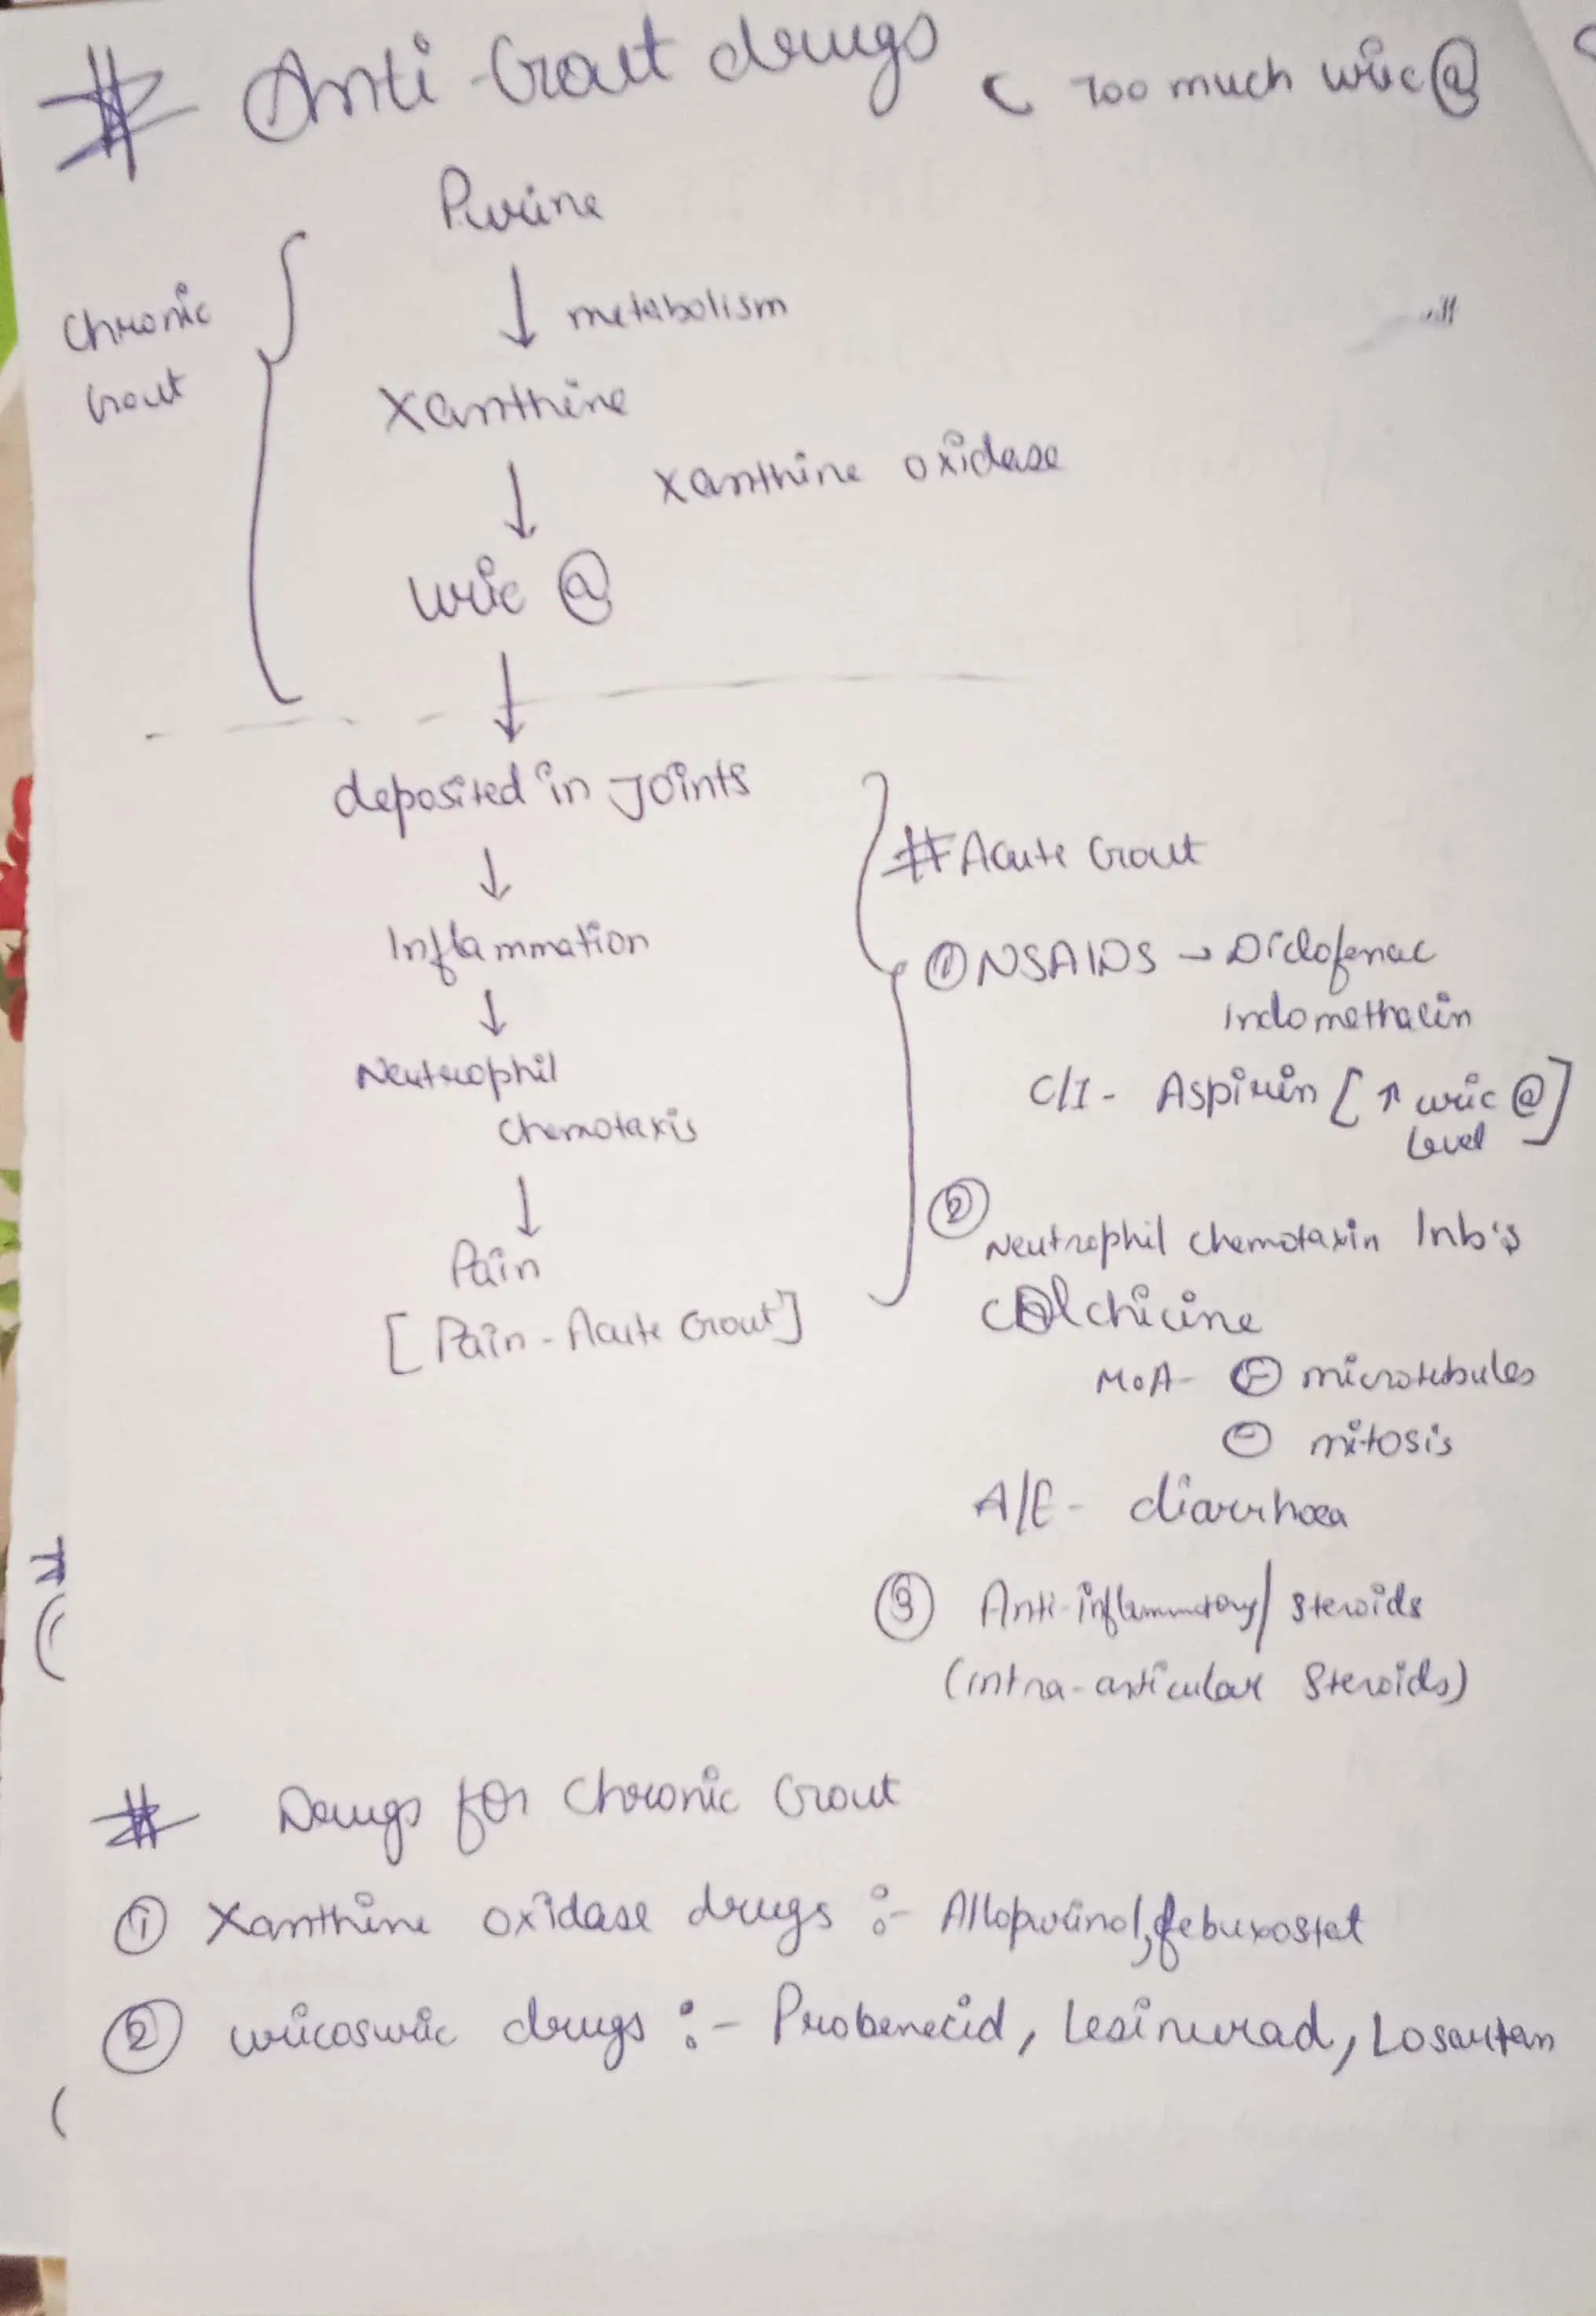 # Anti-Gout drugs ( Too much uric @
Purine
Chronic
Gout
↓ metabolism
Xanthine
↓ Xanthine oxidase
Uric @
↓
deposited in Joints
↓
Inflammation
↓
Neutrophil
chemotaxis
↓
Pain
[Pain - Acute Gout]
# Acute Gout
① NSAIDS → Diclofenac
Indomethacin
C/I - Aspirin [↑ uric @]
level
②
Neutrophil chemotaxin Inb's
Colchicine
MOA - ⊖ microtubules
⊖ mitosis
A/E - diarrhoea
③ Anti-inflammatory/ steroids
(intra-articular Steroids)
# Drugs for Chronic Gout
① Xanthine oxidase drugs :- Allopurinol, febuxostat
② uricosuric drugs :- Probenecid, Lesinurad, Losartan